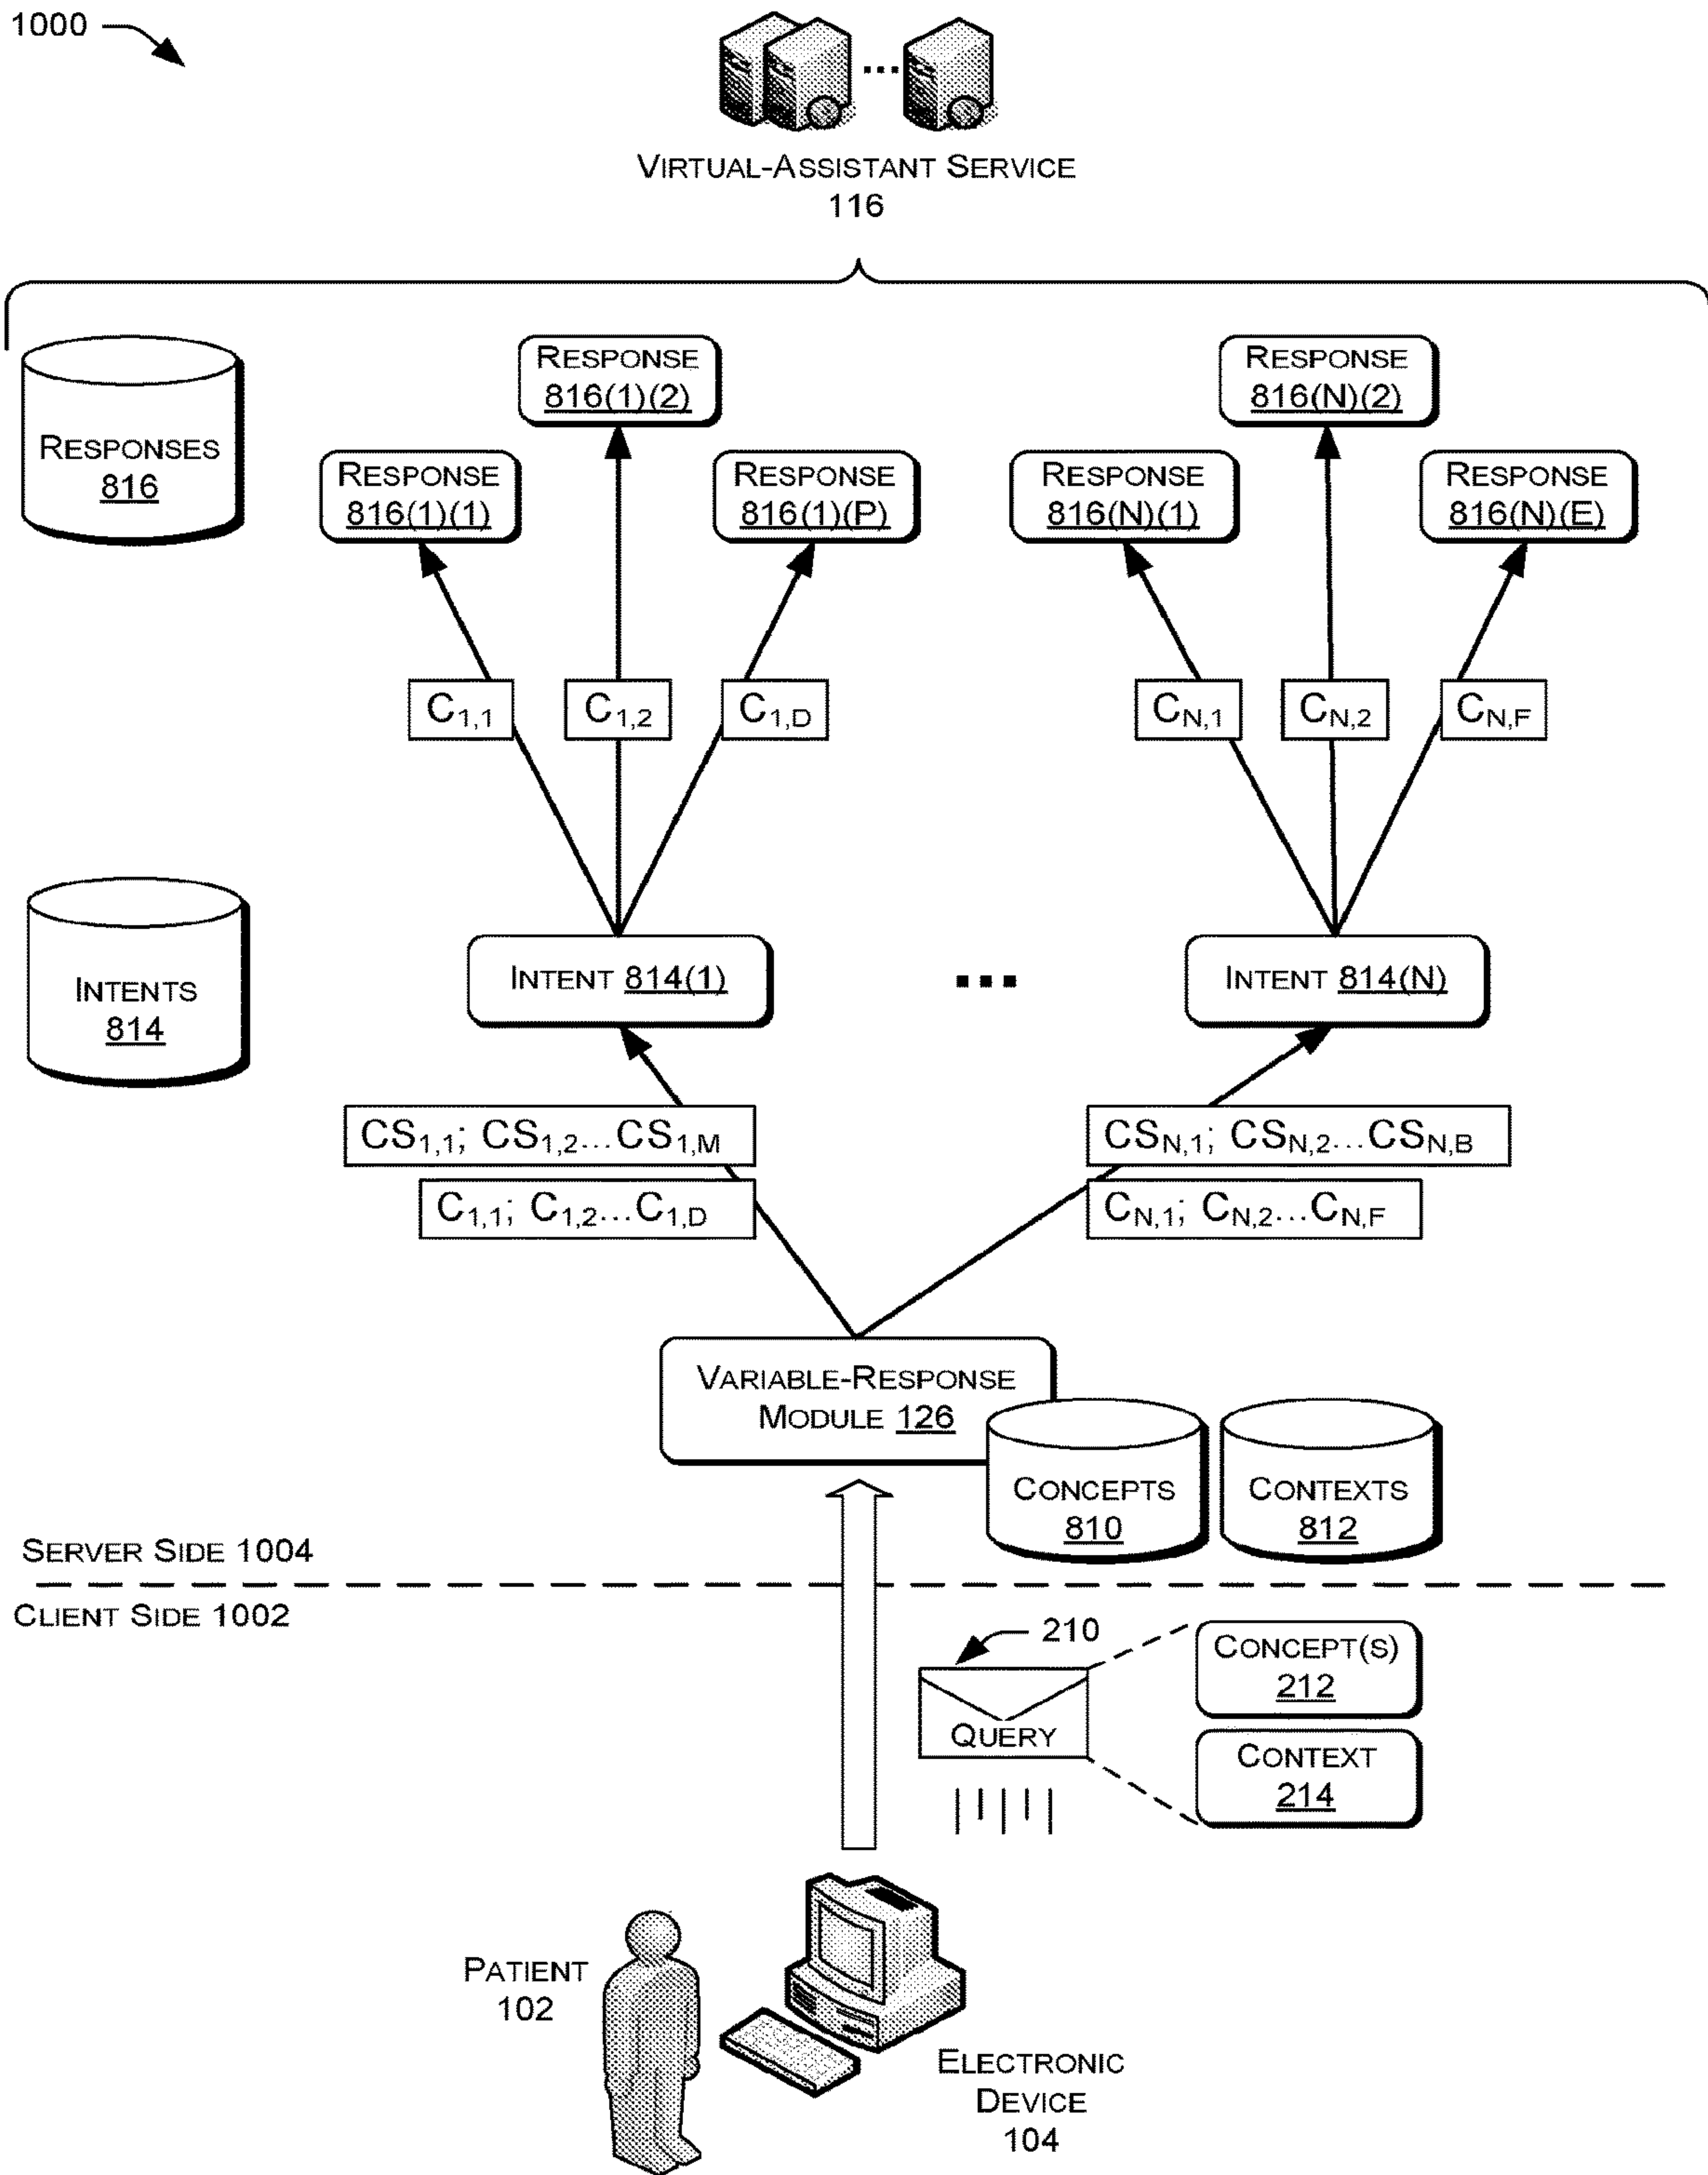 1000
VIRTUAL-ASSISTANT SERVICE
116
RESPONSES
816
RESPONSE
816(1)(1)
RESPONSE
816(1)(2)
RESPONSE
816(1)(P)
RESPONSE
816(N)(1)
RESPONSE
816(N)(2)
RESPONSE
816(N)(E)
C1,1
C1,2
C1,D
CN,1
CN,2
CN,F
INTENTS
814
INTENT 814(1)
...
INTENT 814(N)
CS1,1; CS1,2...CS1,M
C1,1; C1,2...C1,D
CSN,1; CSN,2...CSN,B
CN,1; CN,2...CN,F
VARIABLE-RESPONSE
MODULE 126
CONCEPTS
810
CONTEXTS
812
SERVER SIDE 1004
CLIENT SIDE 1002
210
QUERY
CONCEPT(S)
212
CONTEXT
214
PATIENT
102
ELECTRONIC
DEVICE
104